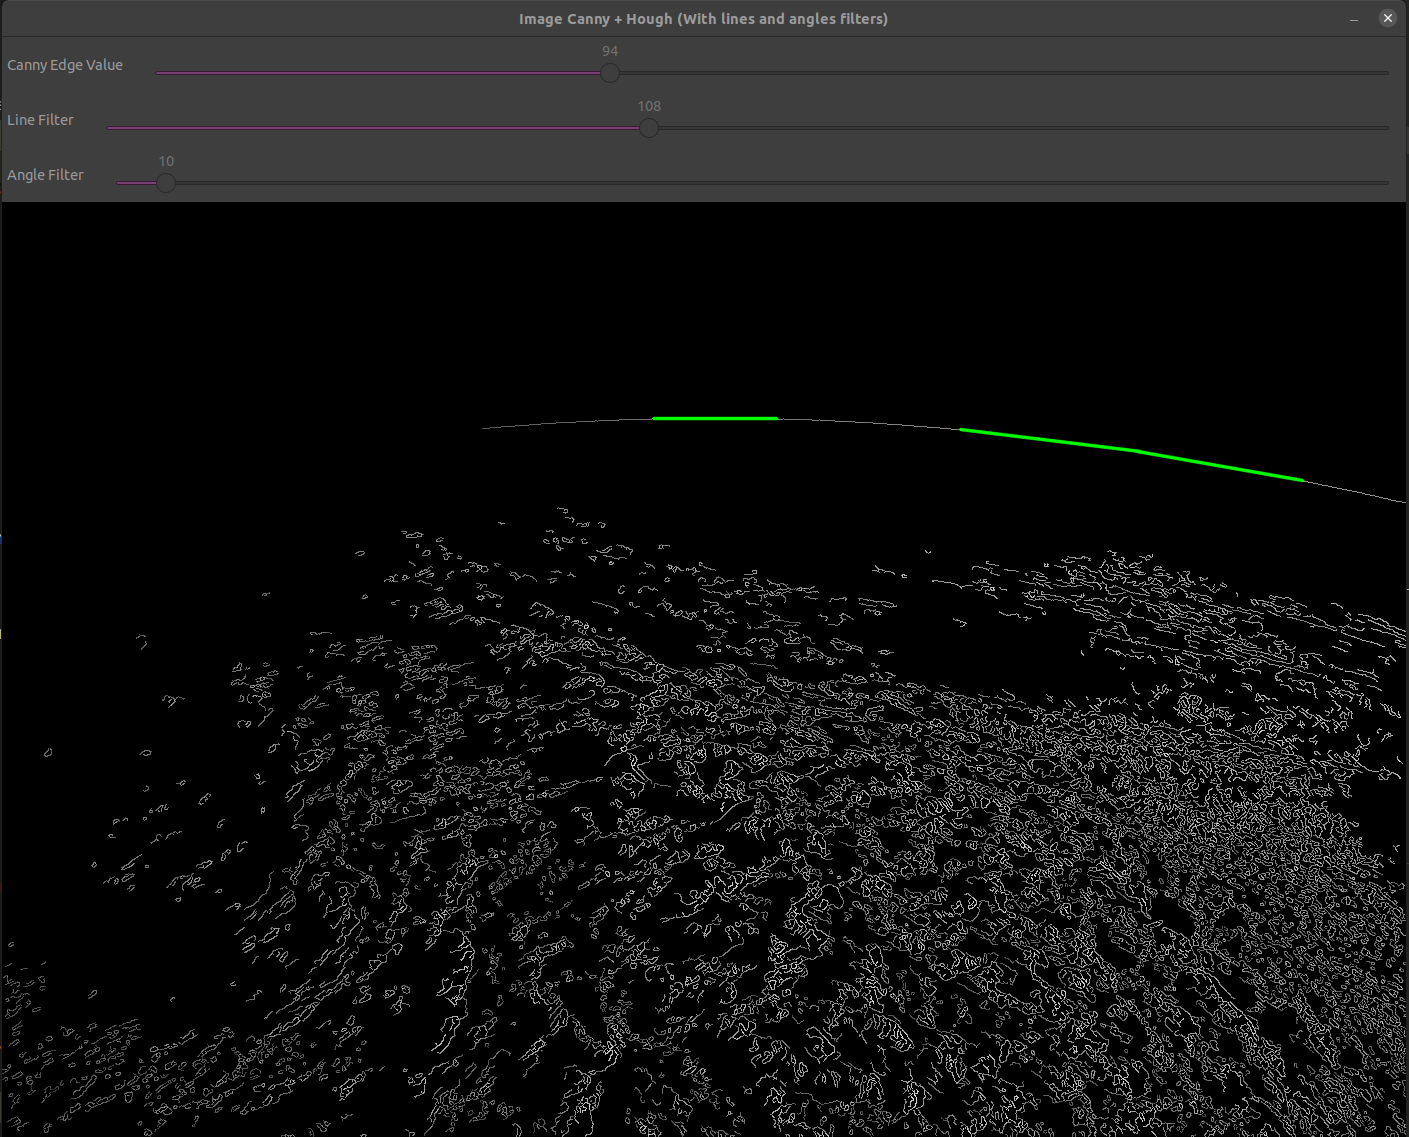 Image Canny + Hough (With lines and angles filters)
94
Canny Edge Value
108
Line Filter
10
Angle Filter